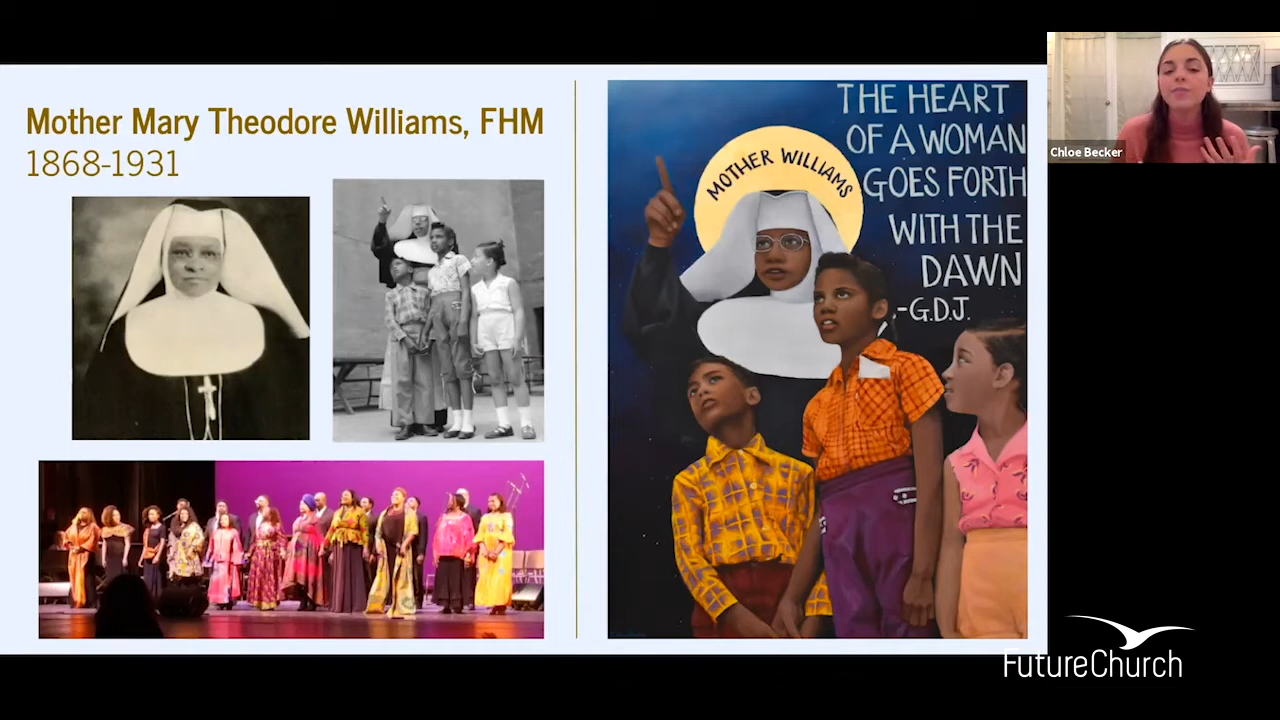 Mother Mary Theodore Williams, FHM
1868-1931
MOTHER WILLIAMS
THE HEART
OF A WOMAN
GOES FORTH
WITH THE
DAWN
-G.D.J.
Chloe Becker
FutureChurch